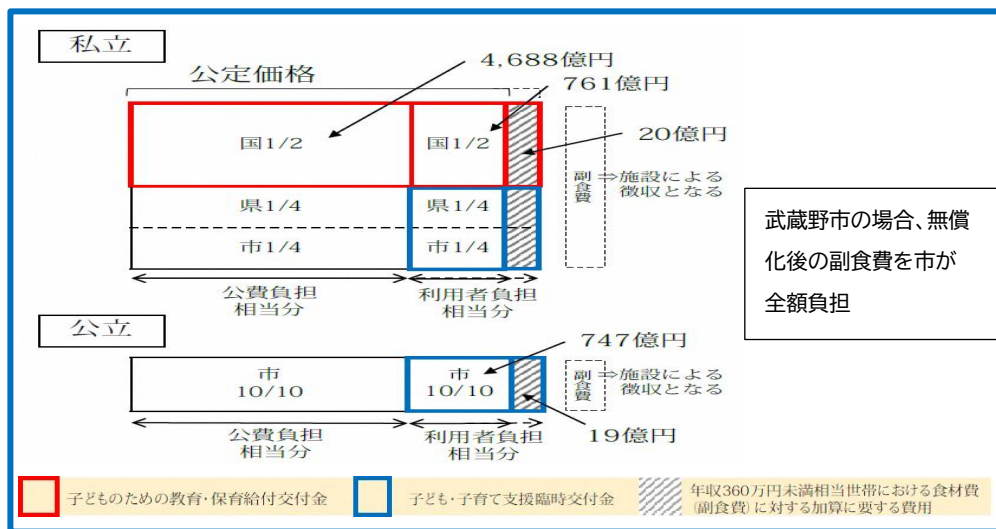 私立
公定価格
4,688億円
761億円
20億円
国1/2
国1/2
県1/4
県1/4
市1/4
市1/4
副食費
⇒施設による
徴収となる
公費負担
相当分
利用者負担
相当分
武蔵野市の場合、無償
化後の副食費を市が
全額負担
公立
747億円
市
10/10
市
10/10
副食費
⇒施設による
徴収となる
19億円
公費負担
相当分
利用者負担
相当分
子どものための教育・保育給付交付金
子ども・子育て支援臨時交付金
年収360万円未満相当世帯における食材費
(副食費)に対する加算に要する費用